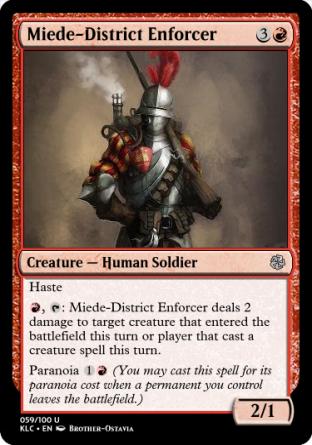 Miede-District Enforcer 3
Creature — Human Soldier
Haste
, : Miede-District Enforcer deals 2
damage to target creature that entered the
battlefield this turn or player that cast a
creature spell this turn.
Paranoia 1 (You may cast this spell for its
paranoia cost when a permanent you control
leaves the battlefield.)
2/1
059/100 U
KLC • EN Brother-Ostavia